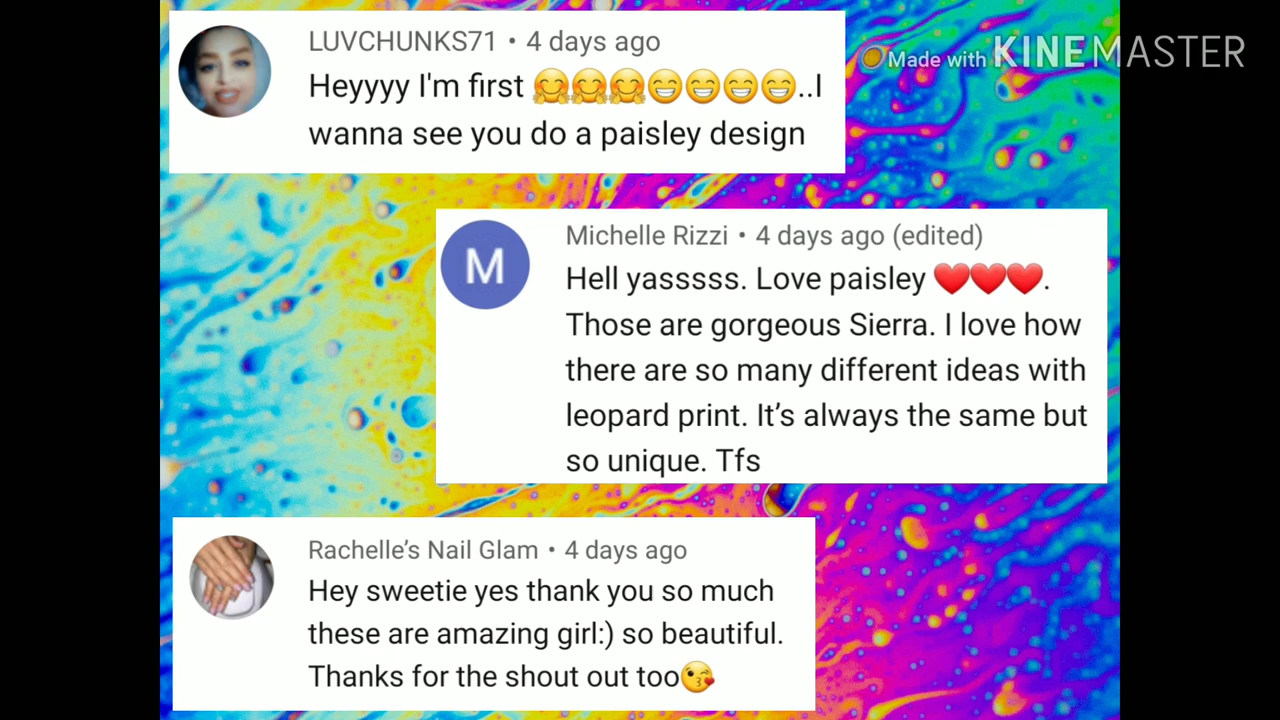 LUVCHUNKS71 • 4 days ago
Heyyyy I'm first 🤗🤗🤗😁😁😁😁..I
wanna see you do a paisley design
Made with KINEMASTER
M
Michelle Rizzi • 4 days ago (edited)
Hell yasssss. Love paisley ❤️❤️❤️.
Those are gorgeous Sierra. I love how
there are so many different ideas with
leopard print. It’s always the same but
so unique. Tfs
Rachelle’s Nail Glam • 4 days ago
Hey sweetie yes thank you so much
these are amazing girl:) so beautiful.
Thanks for the shout out too😘